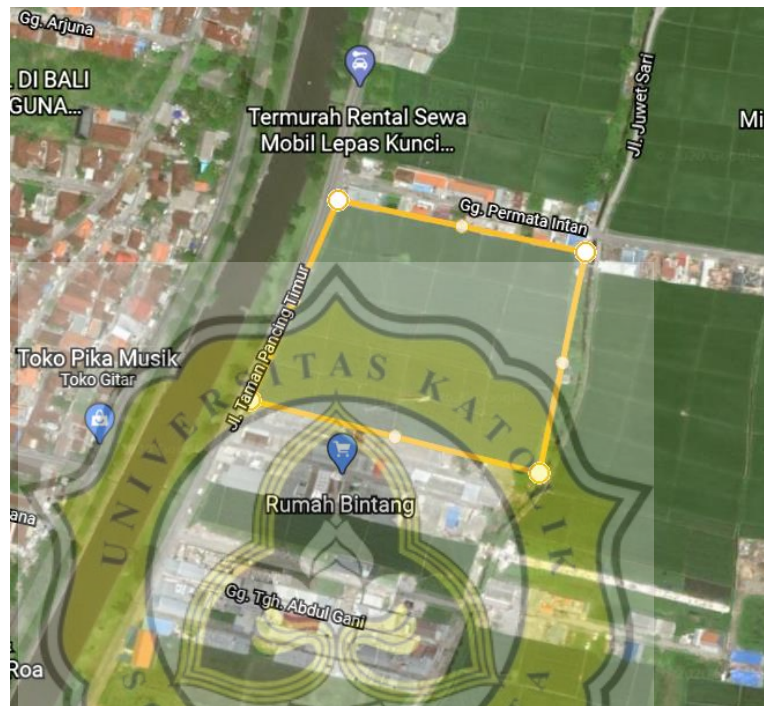 Gg. Arjuna
. DI BALI
GUNA...
Termurah Rental Sewa
Mobil Lepas Kunci...
Jl. Juwet Sari
Mi
Gg. Permata Intan
Jl. Taman Pancing Timur
Toko Pika Musik
Toko Gitar
UNIVERSITAS KATOLIK
Rumah Bintang
ana
Gg. Tgh. Abdul Gani
Roa
S
A